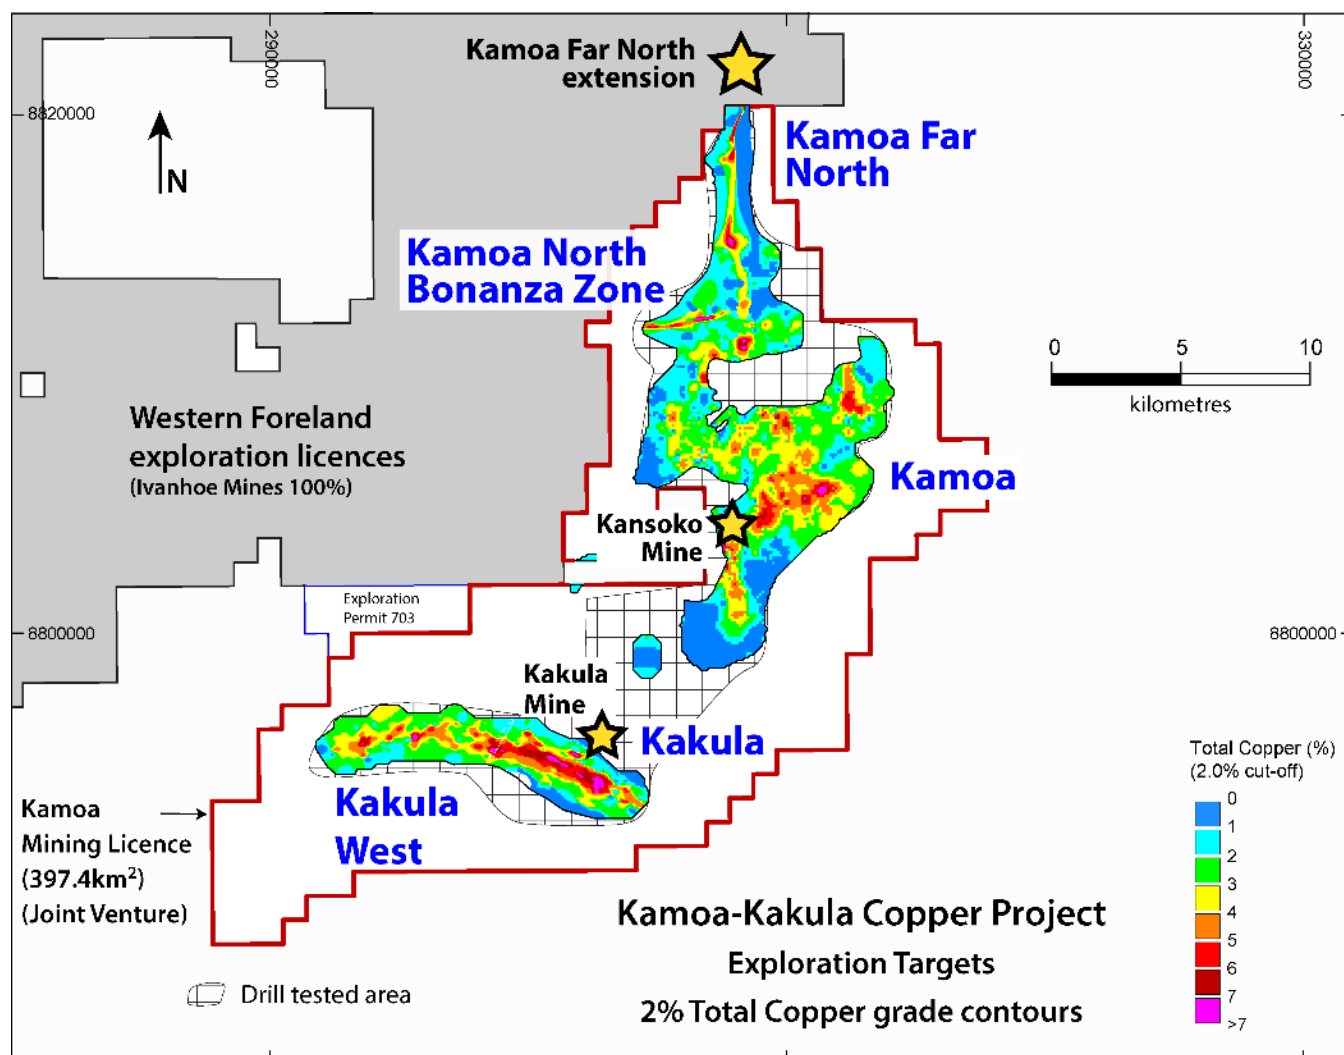 290000
330000
Kamoa Far North
extension
8820000
Kamoa Far
North
N
Kamoa North
Bonanza Zone
0 5 10
kilometres
Western Foreland
exploration licences
(Ivanhoe Mines 100%)
Kamoa
Kansoko
Mine
Exploration
Permit 703
8800000
8800000
Kakula
Mine
Kakula
Kakula
West
Kamoa
Mining Licence
(397.4km²)
(Joint Venture)
Total Copper (%)
(2.0% cut-off)
0
1
2
3
4
5
6
7
>7
Kamoa-Kakula Copper Project
Exploration Targets
2% Total Copper grade contours
Drill tested area